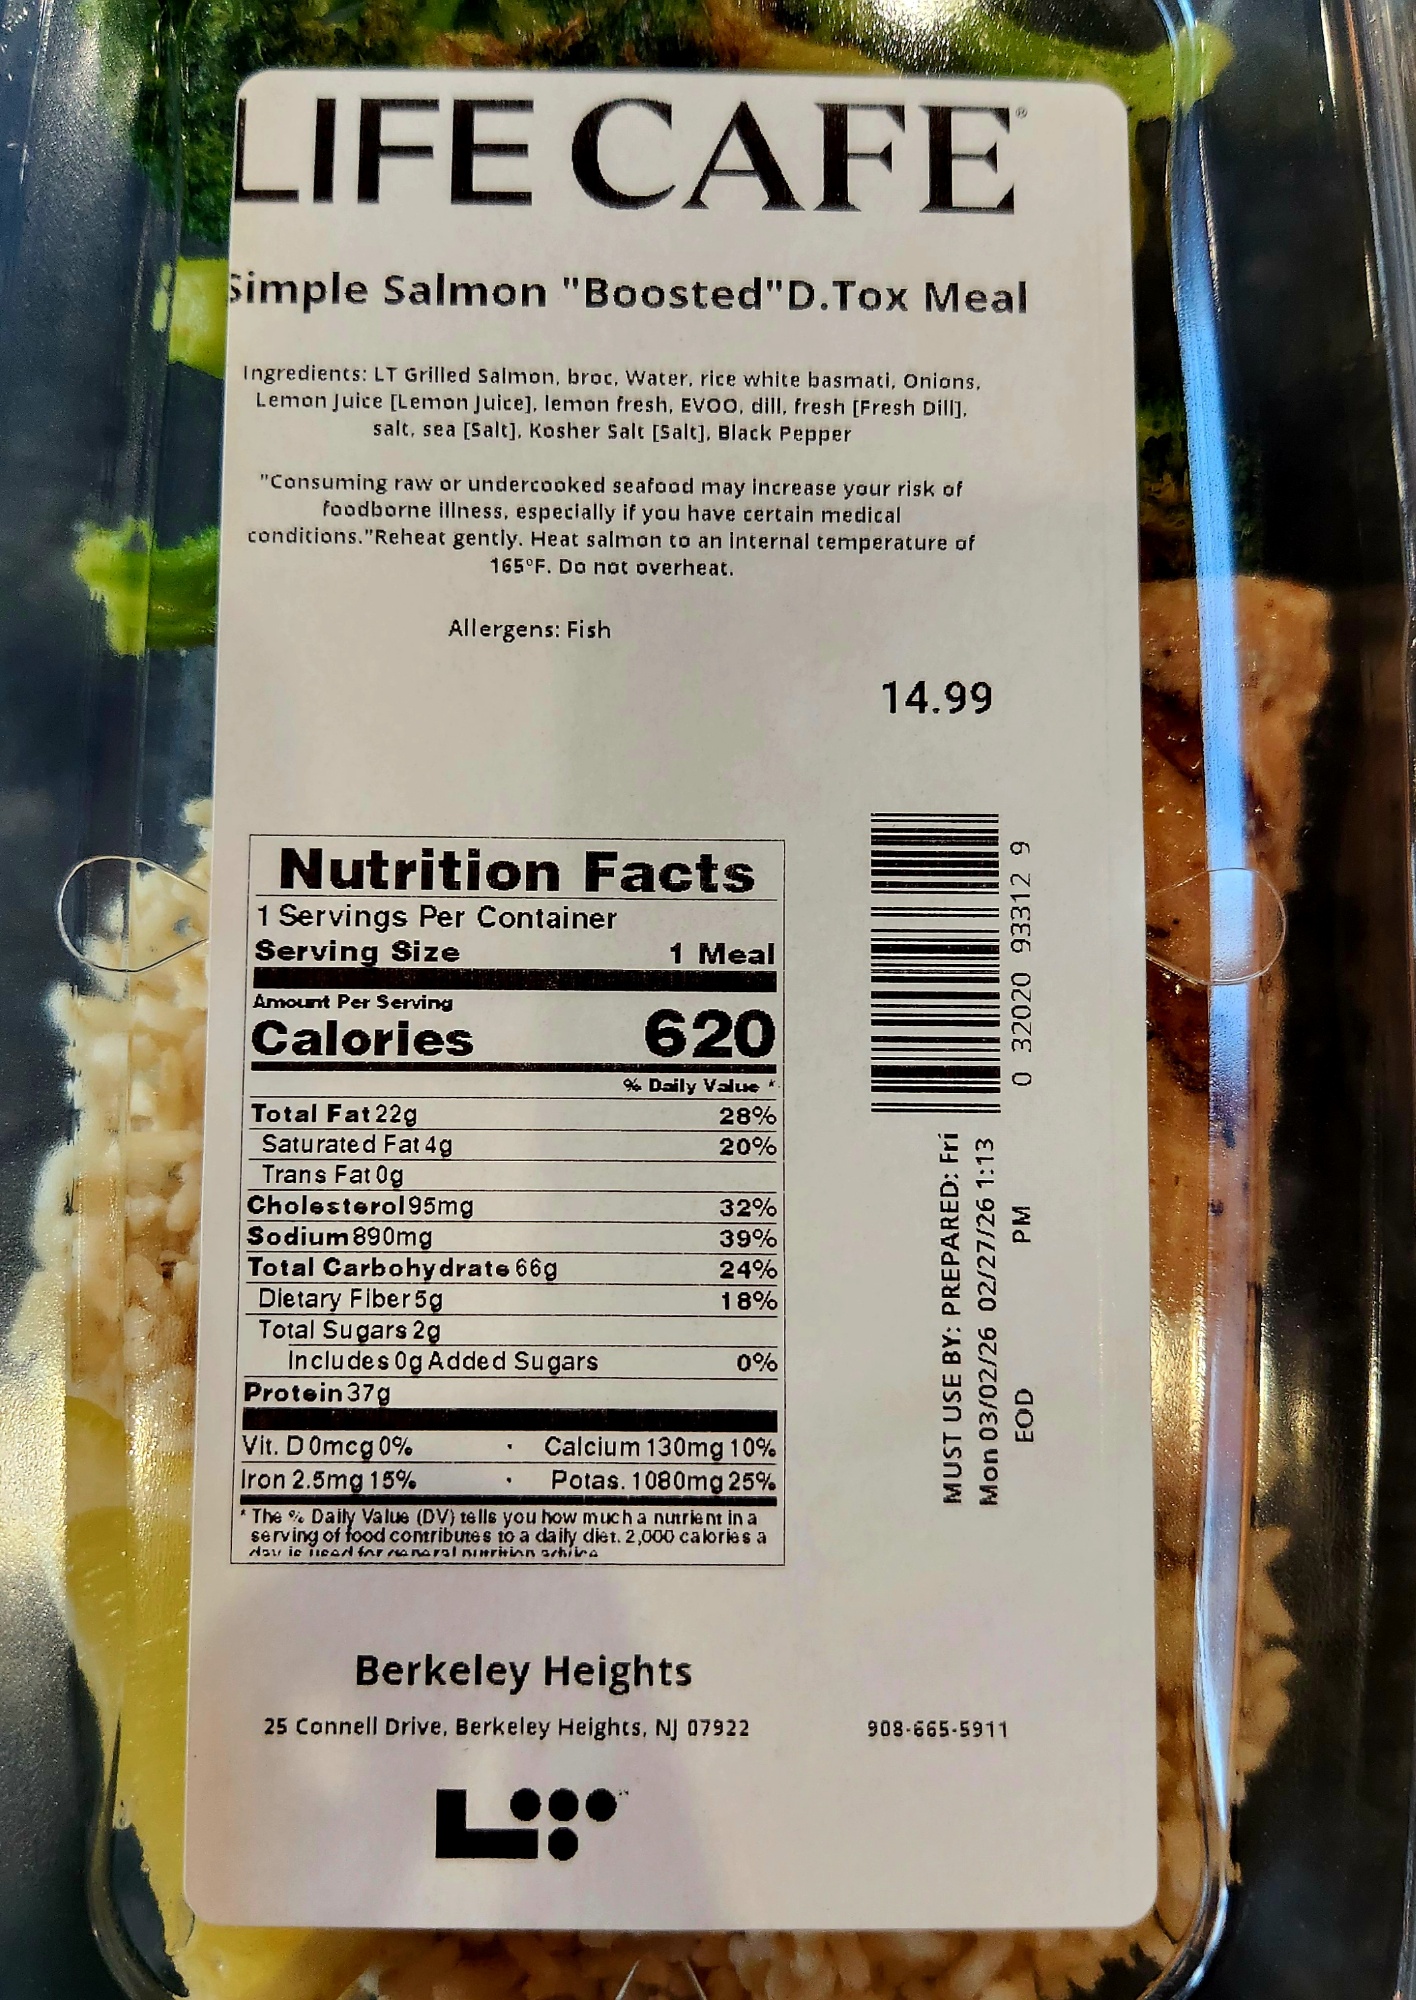 LIFE CAFE®
Simple Salmon "Boosted"D.Tox Meal
Ingredients: LT Grilled Salmon, broc, Water, rice white basmati, Onions,
Lemon Juice [Lemon Juice], lemon fresh, EVOO, dill, fresh [Fresh Dill],
salt, sea [Salt], Kosher Salt [Salt], Black Pepper
"Consuming raw or undercooked seafood may increase your risk of
foodborne illness, especially if you have certain medical
conditions."Reheat gently. Heat salmon to an internal temperature of
165°F. Do not overheat.
Allergens: Fish
14.99
Nutrition Facts
1 Servings Per Container
Serving Size 1 Meal
Amount Per Serving
Calories 620
% Daily Value *
Total Fat 22g 28%
Saturated Fat 4g 20%
Trans Fat 0g
Cholesterol 95mg 32%
Sodium 890mg 39%
Total Carbohydrate 66g 24%
Dietary Fiber 5g 18%
Total Sugars 2g
Includes 0g Added Sugars 0%
Protein 37g
Vit. D 0mcg 0% · Calcium 130mg 10%
Iron 2.5mg 15% · Potas. 1080mg 25%
* The % Daily Value (DV) tells you how much a nutrient in a
serving of food contributes to a daily diet. 2,000 calories a
day is used for general nutrition advice
0 32020 93312 9
MUST USE BY: PREPARED: Fri
Mon 03/02/26 02/27/26 1:13
EOD PM
Berkeley Heights
25 Connell Drive, Berkeley Heights, NJ 07922 908-665-5911
LT™